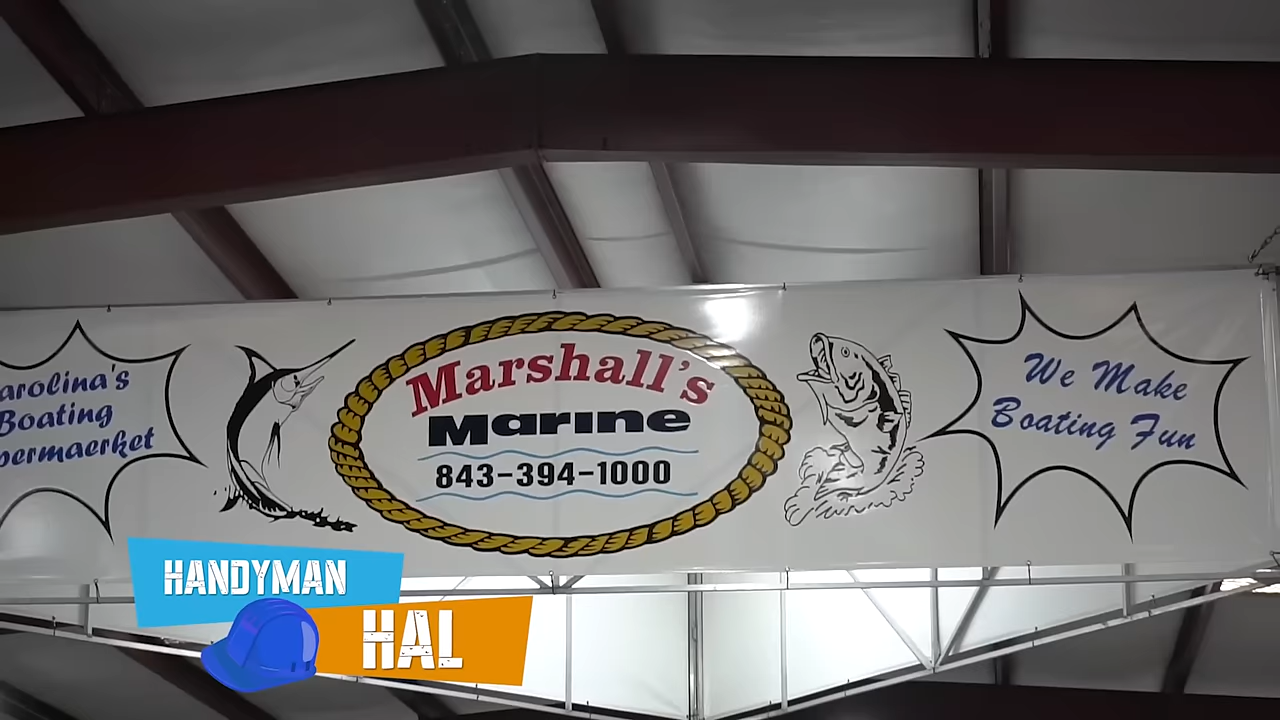 arolina's
Boating
permaerket
Marshall's
Marine
843-394-1000
We Make
Boating Fun
HANDYMAN
HAL